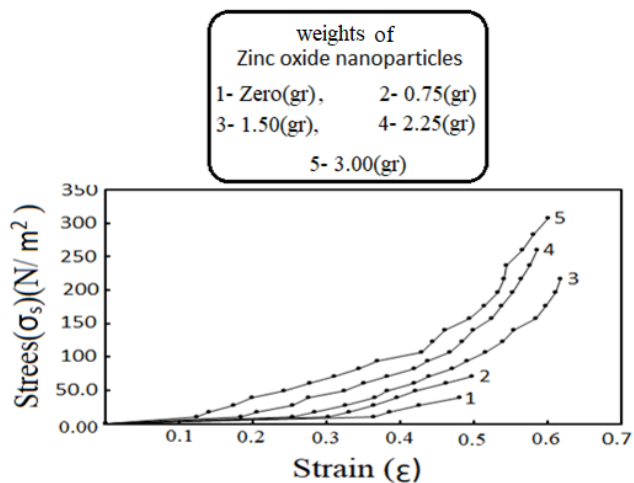 weights of
Zinc oxide nanoparticles
1- Zero(gr), 2- 0.75(gr)
3- 1.50(gr), 4- 2.25(gr)
5- 3.00(gr)
Strees(σs)(N/ m²)
350
300
250
200
150
100
50.0
0.00
5
4
3
2
1
0.1 0.2 0.3 0.4 0.5 0.6 0.7
Strain (ε)